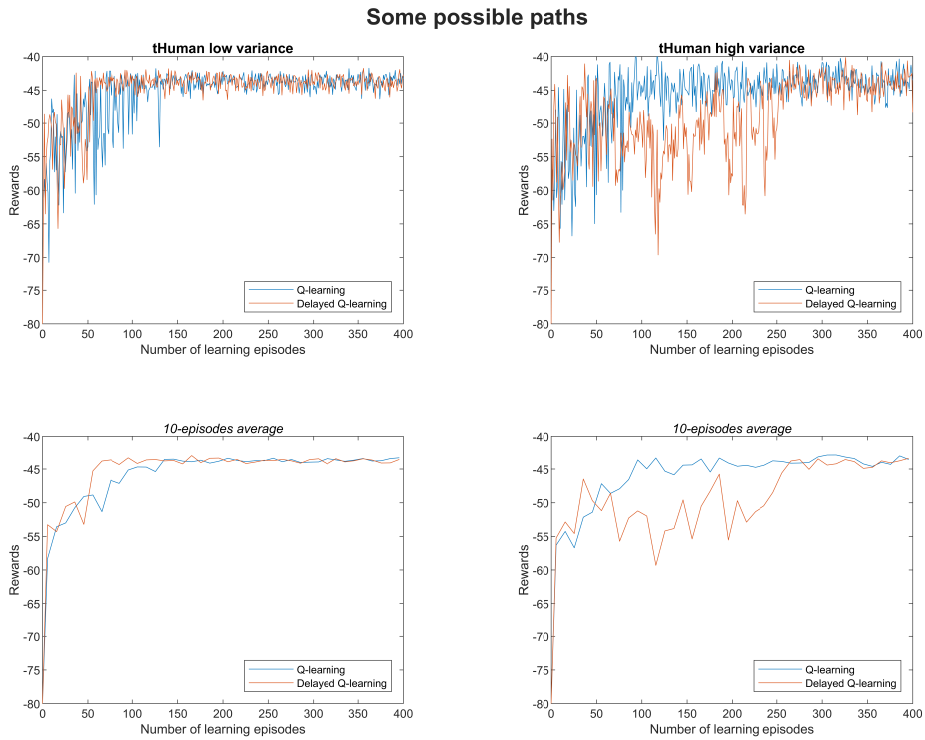 Some possible paths
tHuman low variance
-40
-45
-50
-55
-60
-65
-70
-75
-80
Rewards
0 50 100 150 200 250 300 350 400
Number of learning episodes
Q-learning
Delayed Q-learning
tHuman high variance
-40
-45
-50
-55
-60
-65
-70
-75
-80
Rewards
0 50 100 150 200 250 300 350 400
Number of learning episodes
Q-learning
Delayed Q-learning
10-episodes average
-40
-45
-50
-55
-60
-65
-70
-75
-80
Rewards
0 50 100 150 200 250 300 350 400
Number of learning episodes
Q-learning
Delayed Q-learning
10-episodes average
-40
-45
-50
-55
-60
-65
-70
-75
-80
Rewards
0 50 100 150 200 250 300 350 400
Number of learning episodes
Q-learning
Delayed Q-learning